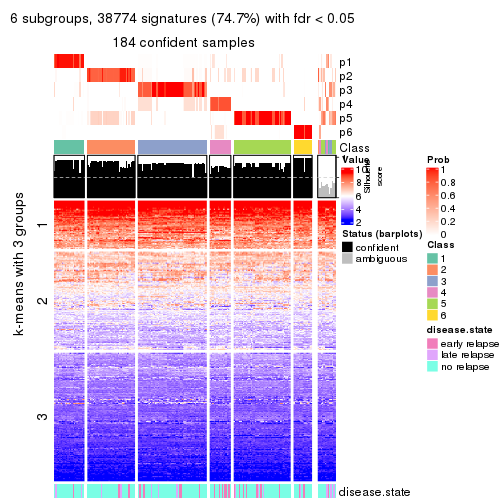 6 subgroups, 38774 signatures (74.7%) with fdr < 0.05
184 confident samples
p1
p2
p3
p4
p5
p6
Class
k-means with 3 groups
1
2
3
Silhouette score
Value
10
8
6
4
2
Status (barplots)
confident
ambiguous
Prob
1
0.8
0.6
0.4
0.2
0
Class
1
2
3
4
5
6
disease.state
early relapse
late relapse
no relapse
disease.state